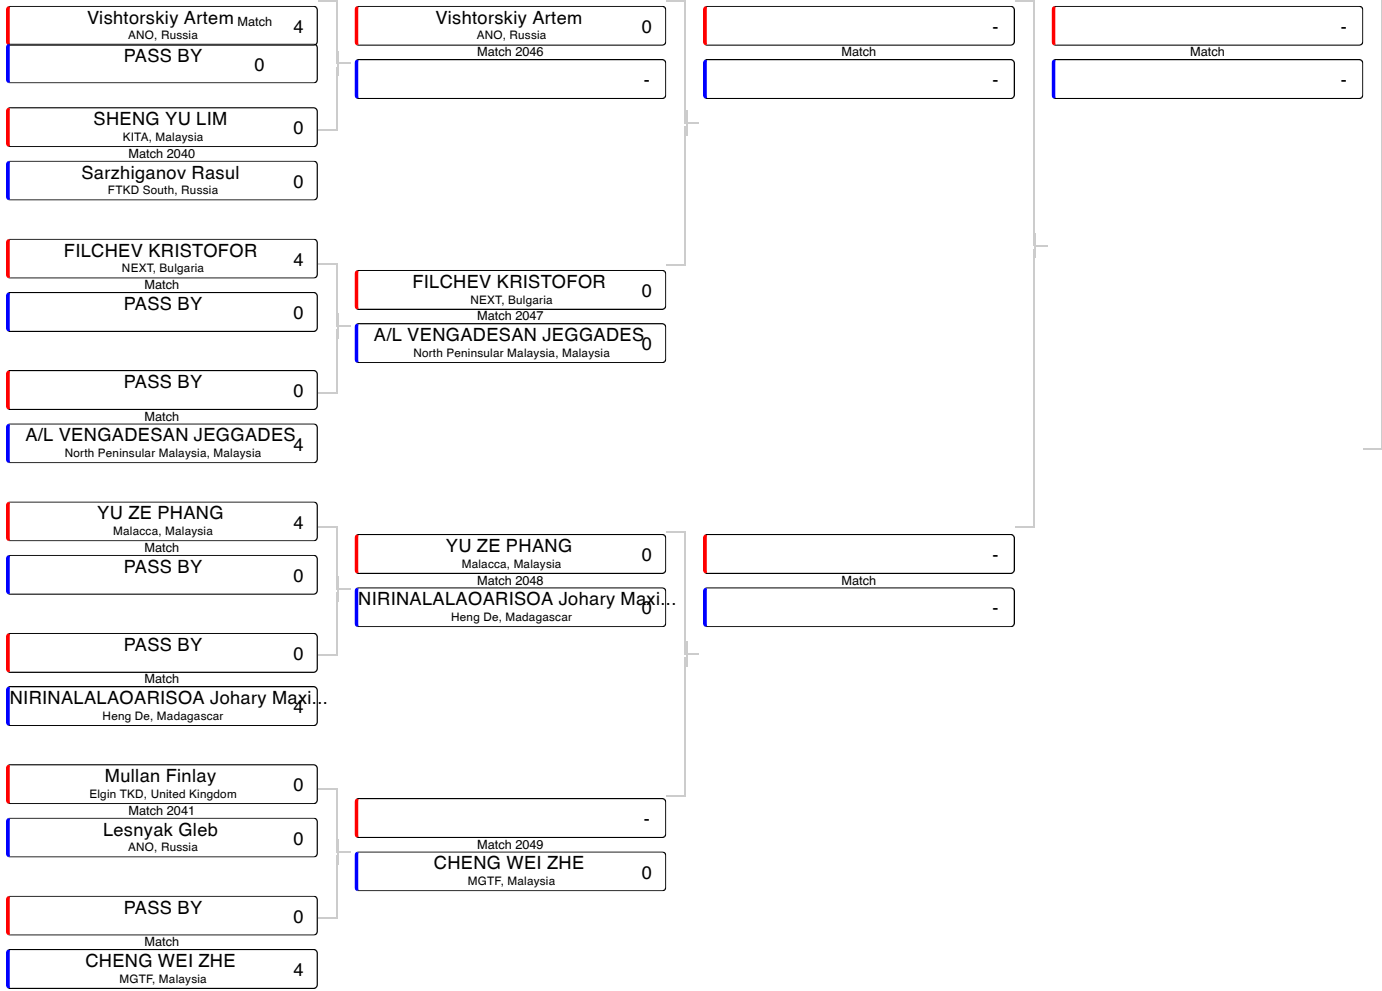 Vishtorskiy Artem
Match
4
ANO, Russia
PASS BY
0
SHENG YU LIM
0
KITA, Malaysia
Match 2040
Sarzhiganov Rasul
0
FTKD South, Russia
FILCHEV KRISTOFOR
4
NEXT, Bulgaria
Match
PASS BY
0
PASS BY
0
Match
A/L VENGADESAN JEGGADES
4
North Peninsular Malaysia, Malaysia
YU ZE PHANG
4
Malacca, Malaysia
Match
PASS BY
0
PASS BY
0
Match
NIRINALALAOARISOA Johary Maxi...
4
Heng De, Madagascar
Mullan Finlay
0
Elgin TKD, United Kingdom
Match 2041
Lesnyak Gleb
0
ANO, Russia
PASS BY
0
Match
CHENG WEI ZHE
4
MGTF, Malaysia
Vishtorskiy Artem
0
ANO, Russia
Match 2046
-
FILCHEV KRISTOFOR
0
NEXT, Bulgaria
Match 2047
A/L VENGADESAN JEGGADES
0
North Peninsular Malaysia, Malaysia
YU ZE PHANG
0
Malacca, Malaysia
Match 2048
NIRINALALAOARISOA Johary Maxi...
0
Heng De, Madagascar
-
Match 2049
CHENG WEI ZHE
0
MGTF, Malaysia
-
Match
-
-
Match
-
-
Match
-